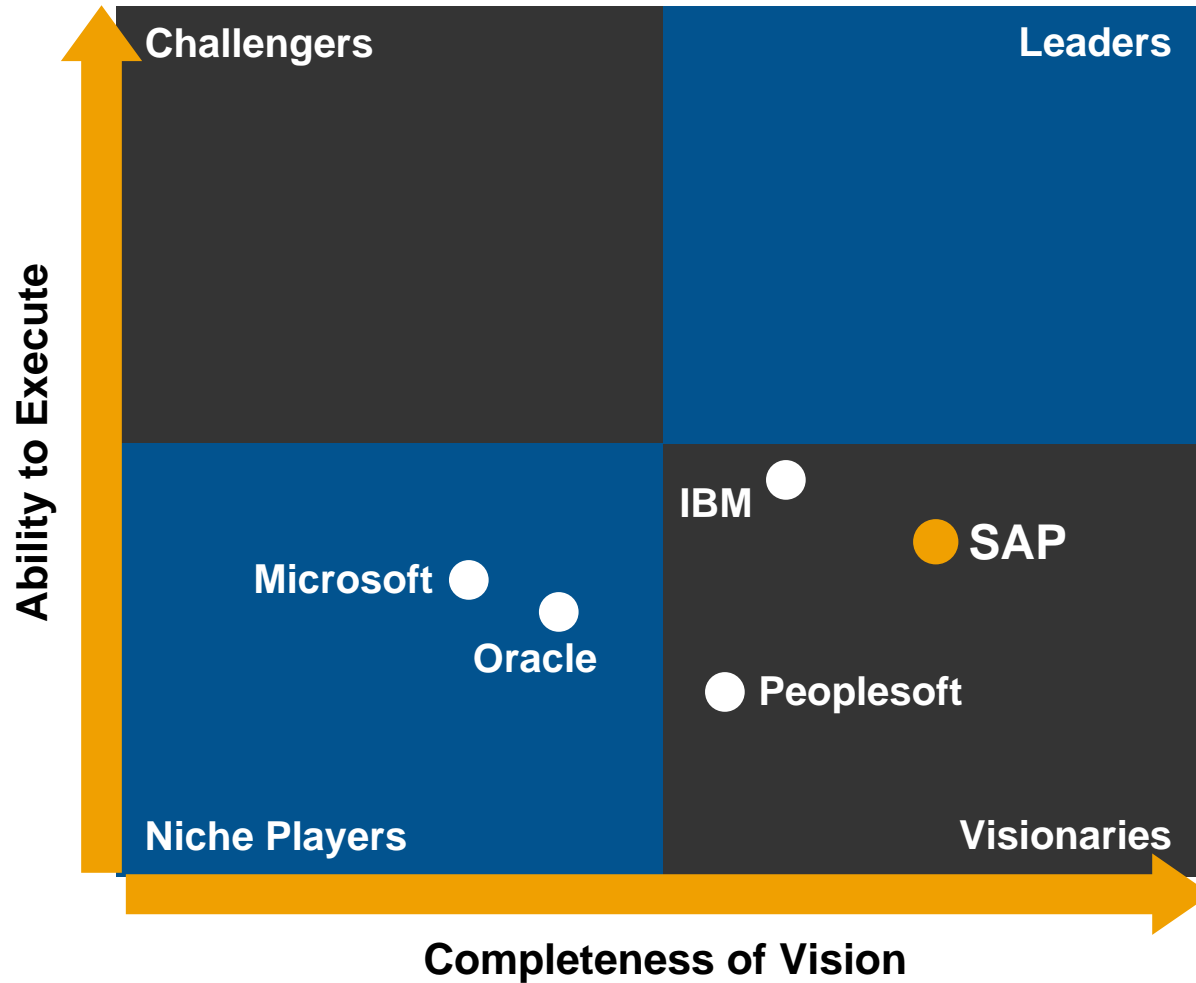 Challengers
Leaders
Ability to Execute
IBM
SAP
Microsoft
Oracle
Peoplesoft
Niche Players
Visionaries
Completeness of Vision